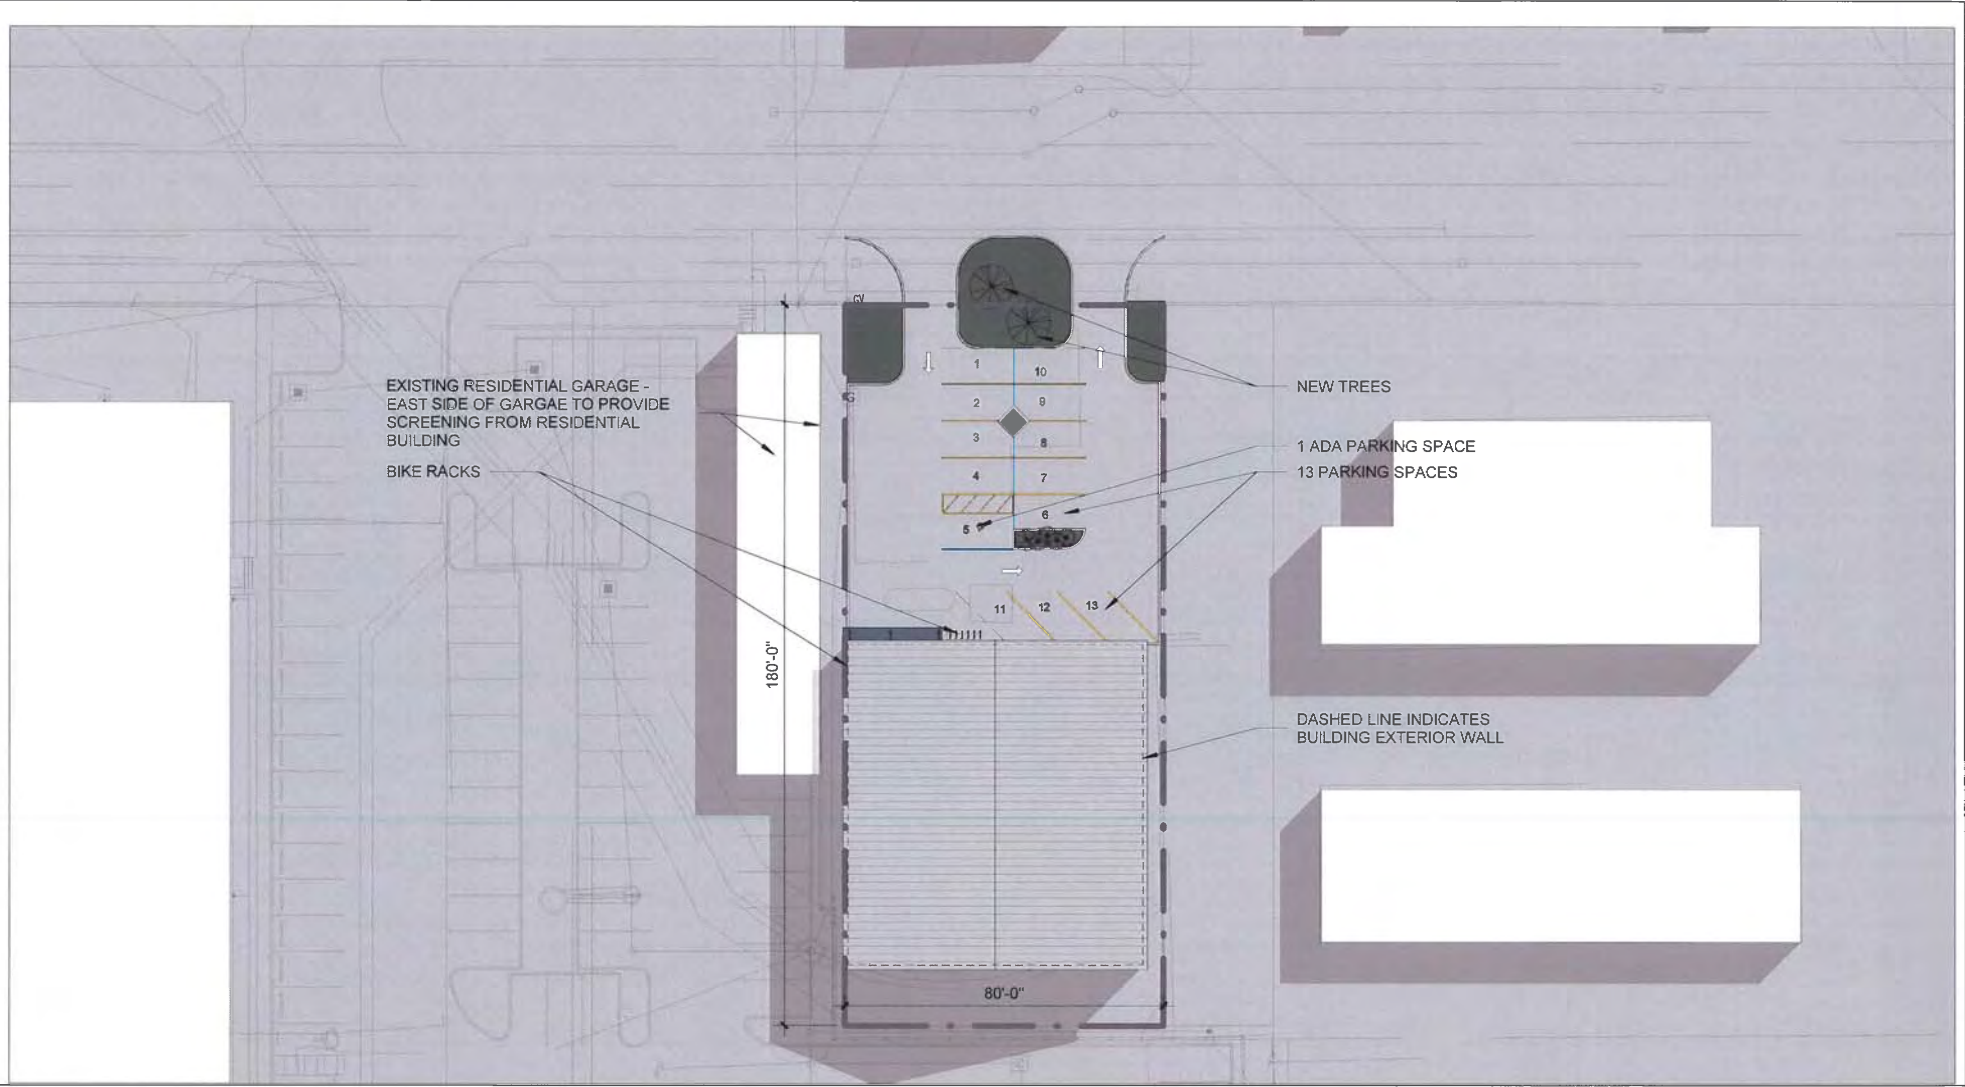 GV
EXISTING RESIDENTIAL GARAGE -
EAST SIDE OF GARGAE TO PROVIDE
SCREENING FROM RESIDENTIAL
BUILDING
BIKE RACKS
G
1
10
2
9
3
8
4
7
5
6
11
12
13
NEW TREES
1 ADA PARKING SPACE
13 PARKING SPACES
180'-0"
DASHED LINE INDICATES
BUILDING EXTERIOR WALL
80'-0"